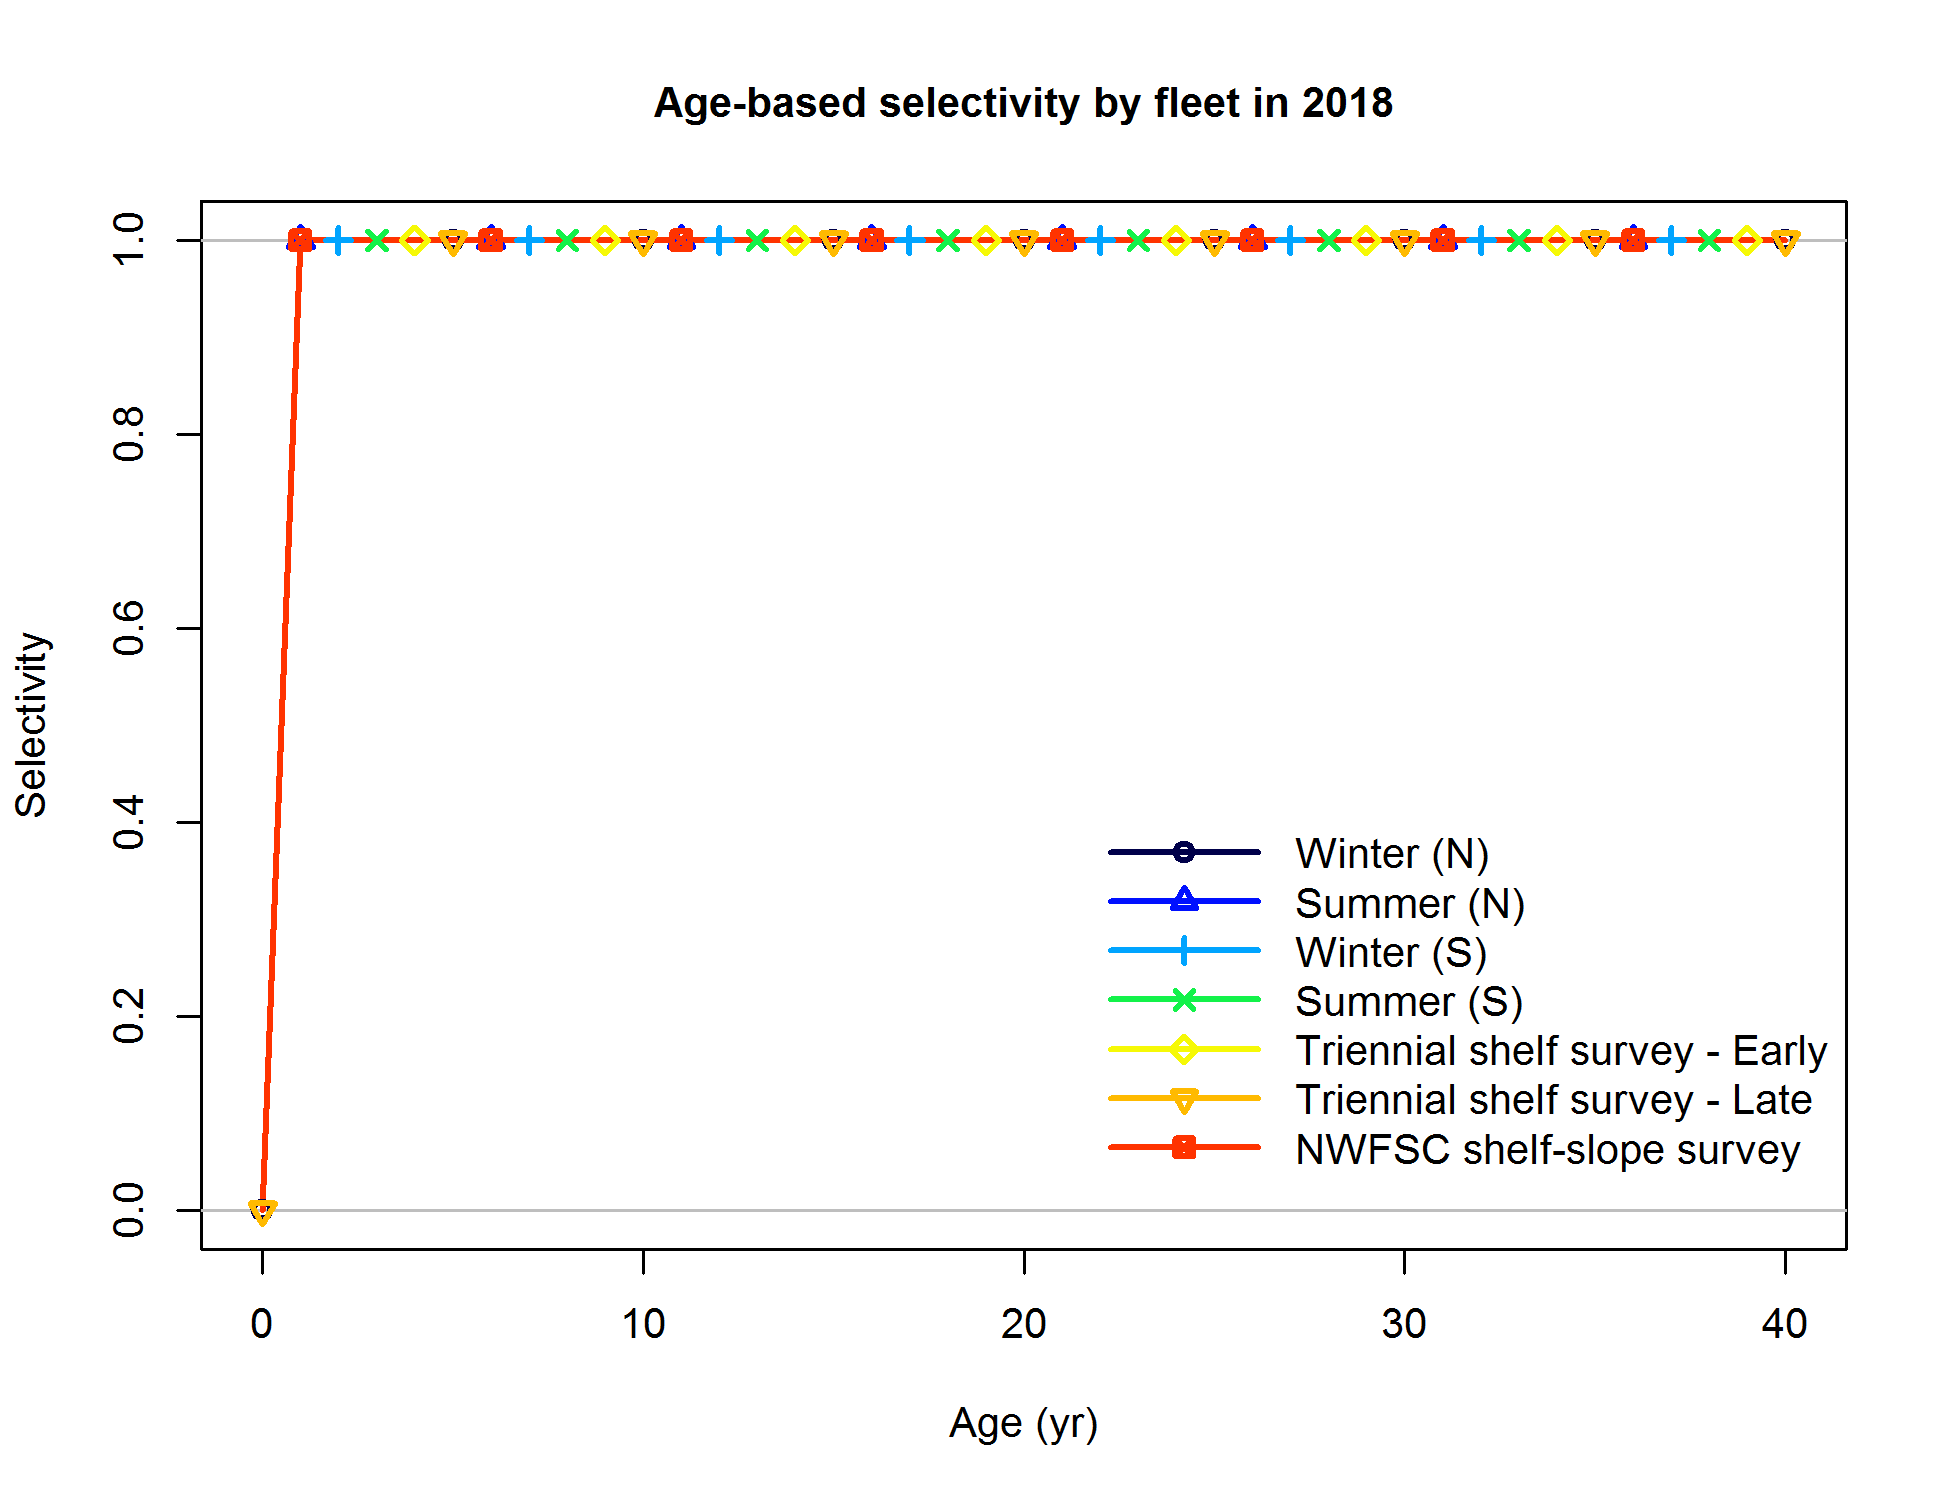 Age-based selectivity by fleet in 2018
Selectivity
1.0
0.8
0.6
0.4
0.2
0.0
Winter (N)
Summer (N)
Winter (S)
Summer (S)
Triennial shelf survey - Early
Triennial shelf survey - Late
NWFSC shelf-slope survey
0 10 20 30 40
Age (yr)